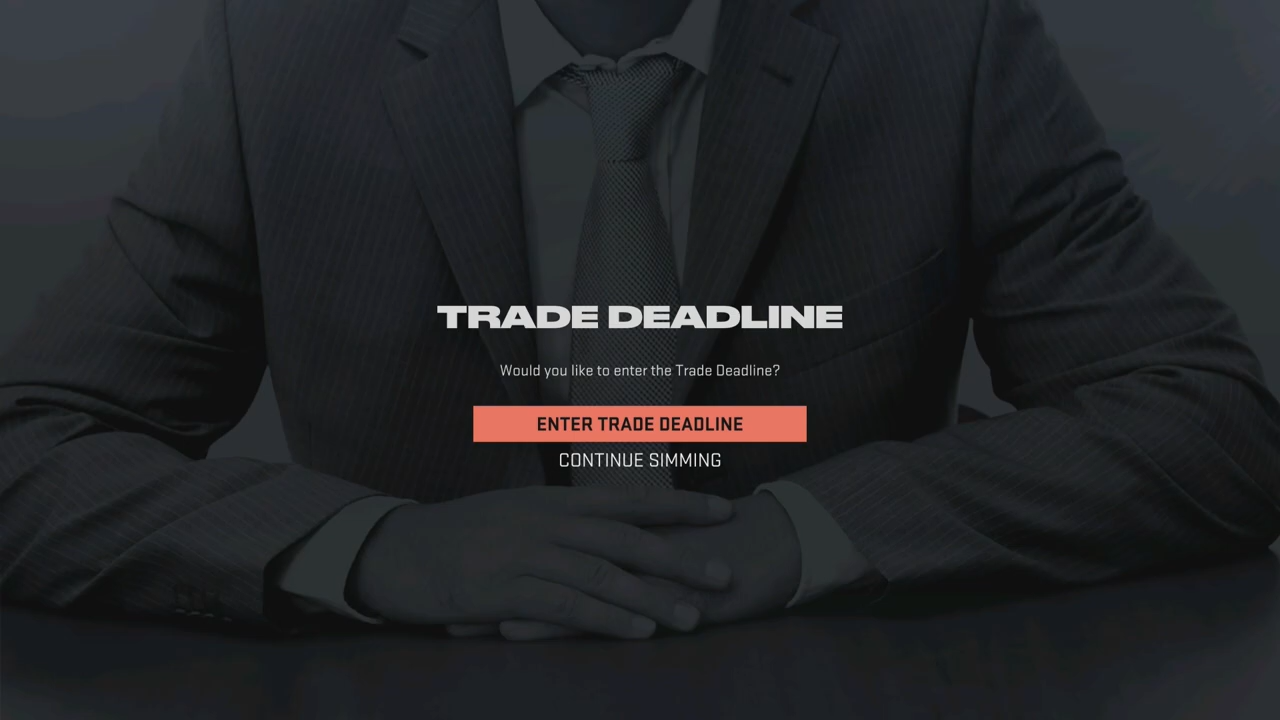 TRADE DEADLINE
Would you like to enter the Trade Deadline?
ENTER TRADE DEADLINE
CONTINUE SIMMING